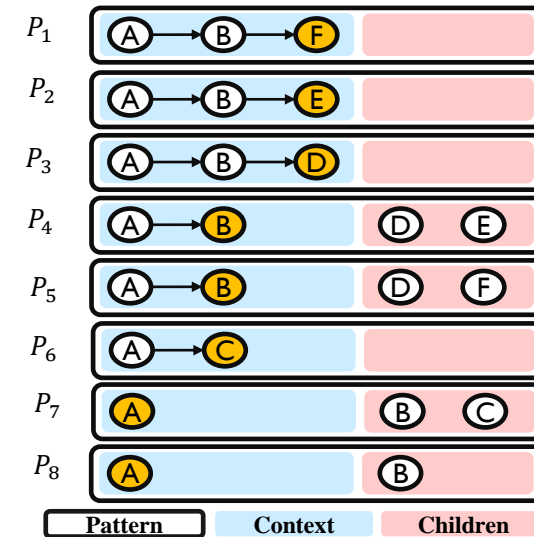 P₁ A B F
P₂ A B E
P₃ A B D
P₄ A B D E
P₅ A B D F
P₆ A C
P₇ A B C
P₈ A B
Pattern Context Children